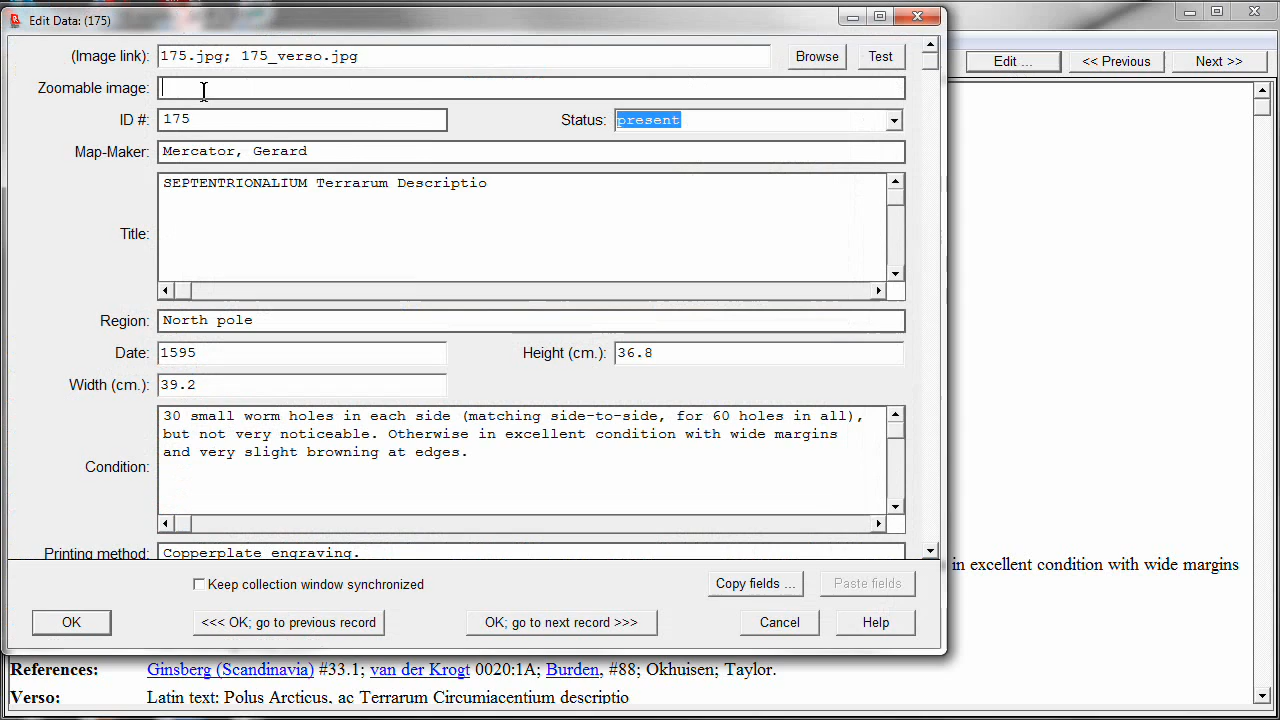 Edit Data: (175)
(Image link): 175.jpg; 175_verso.jpg Browse Test
Zoomable image:
ID #: 175 Status: present
Map-Maker: Mercator, Gerard
Title: SEPTENTRIONALIUM Terrarum Descriptio
Region: North pole
Date: 1595 Height (cm.): 36.8
Width (cm.): 39.2
Condition: 30 small worm holes in each side (matching side-to-side, for 60 holes in all),
but not very noticeable. Otherwise in excellent condition with wide margins
and very slight browning at edges.
Printing method: Copperplate engraving.
Keep collection window synchronized Copy fields ... Paste fields
OK <<< OK; go to previous record OK; go to next record >>> Cancel Help
Edit ... << Previous Next >>
in excellent condition with wide margins
References: Ginsberg (Scandinavia) #33.1; van der Krogt 0020:1A; Burden, #88; Okhuisen; Taylor.
Verso: Latin text: Polus Arcticus, ac Terrarum Circumiacentium descriptio